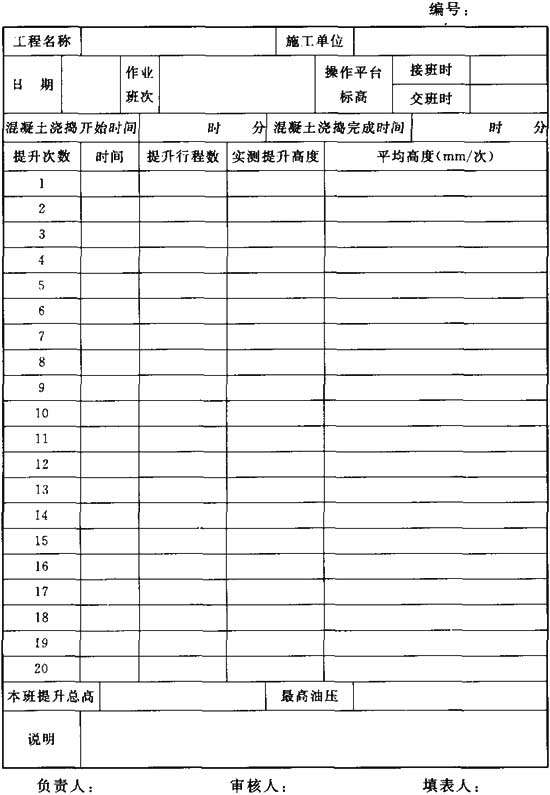 编号：
工程名称 施工单位
日 期 作业班次 操作平台标高 接班时
交班时
混凝土浇捣开始时间 时 分 混凝土浇捣完成时间 时 分
提升次数 时间 提升行程数 实测提升高度 平均高度(mm/次)
1
2
3
4
5
6
7
8
9
10
11
12
13
14
15
16
17
18
19
20
本班提升总高 最高油压
说明
负责人： 审核人： 填表人：